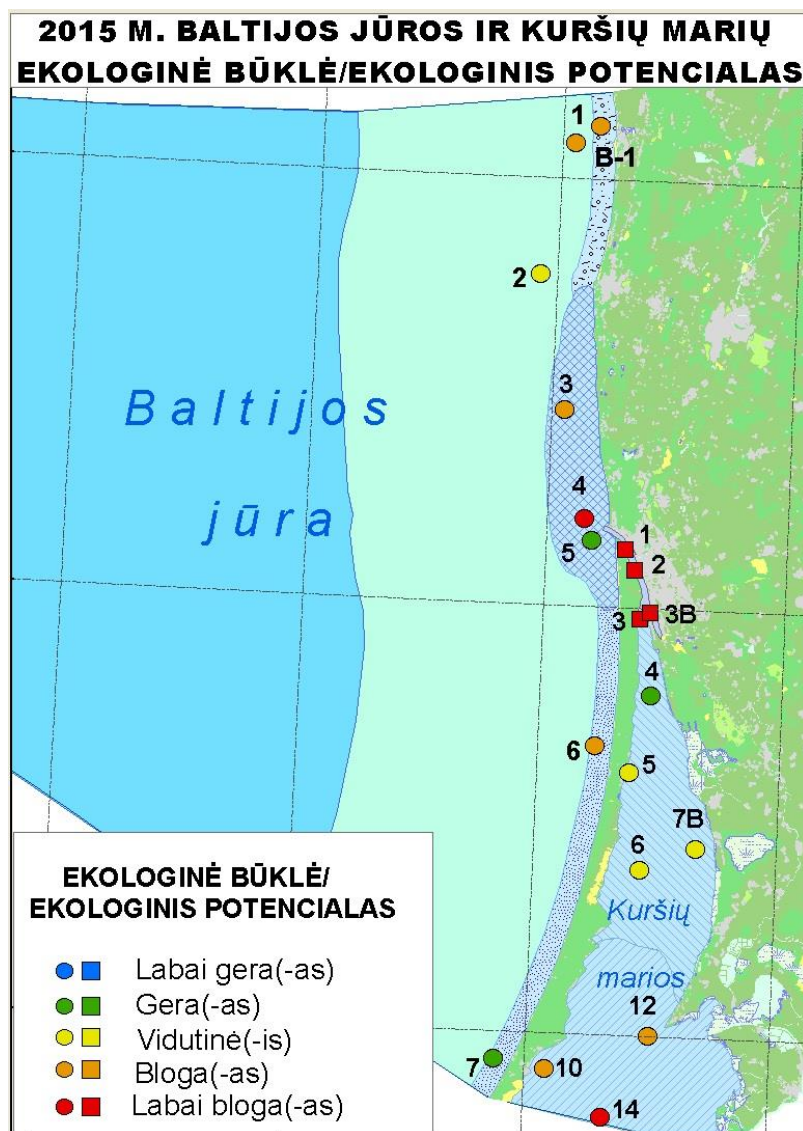 2015 M. BALTIJOS JŪROS IR KURŠIŲ MARIŲ
EKOLOGINĖ BŪKLĖ/EKOLOGINIS POTENCIALAS
1
B-1
2
3
Baltijos
jūra
4
5
1
2
3
3B
4
6
5
7B
6
Kuršių
marios
12
7
10
14
EKOLOGINĖ BŪKLĖ/
EKOLOGINIS POTENCIALAS
Labai gera(-as)
Gera(-as)
Vidutinė(-is)
Bloga(-as)
Labai bloga(-as)